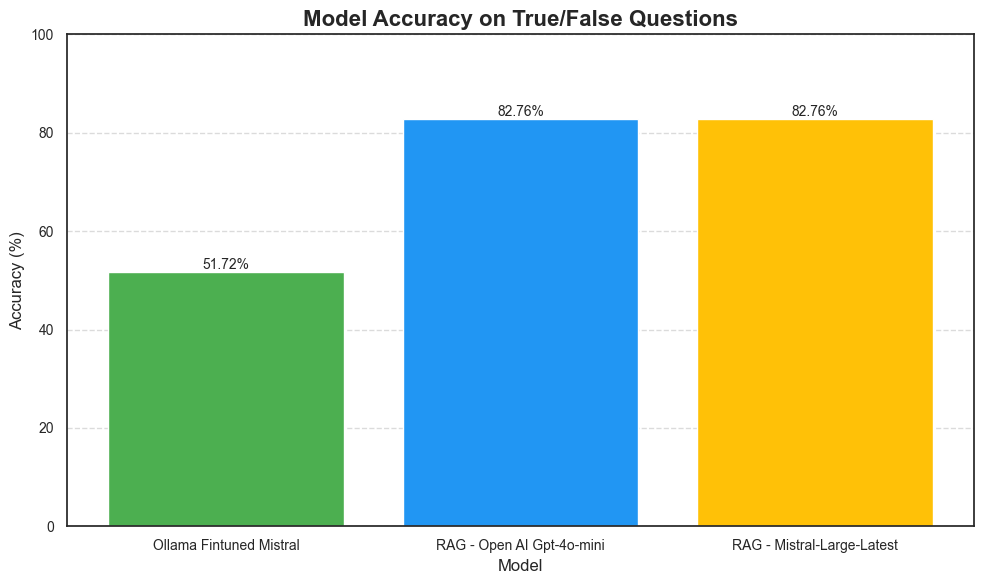 Model Accuracy on True/False Questions
100
80
60
40
20
0
Accuracy (%)
51.72%
82.76%
82.76%
Ollama Fintuned Mistral
RAG - Open AI Gpt-4o-mini
RAG - Mistral-Large-Latest
Model